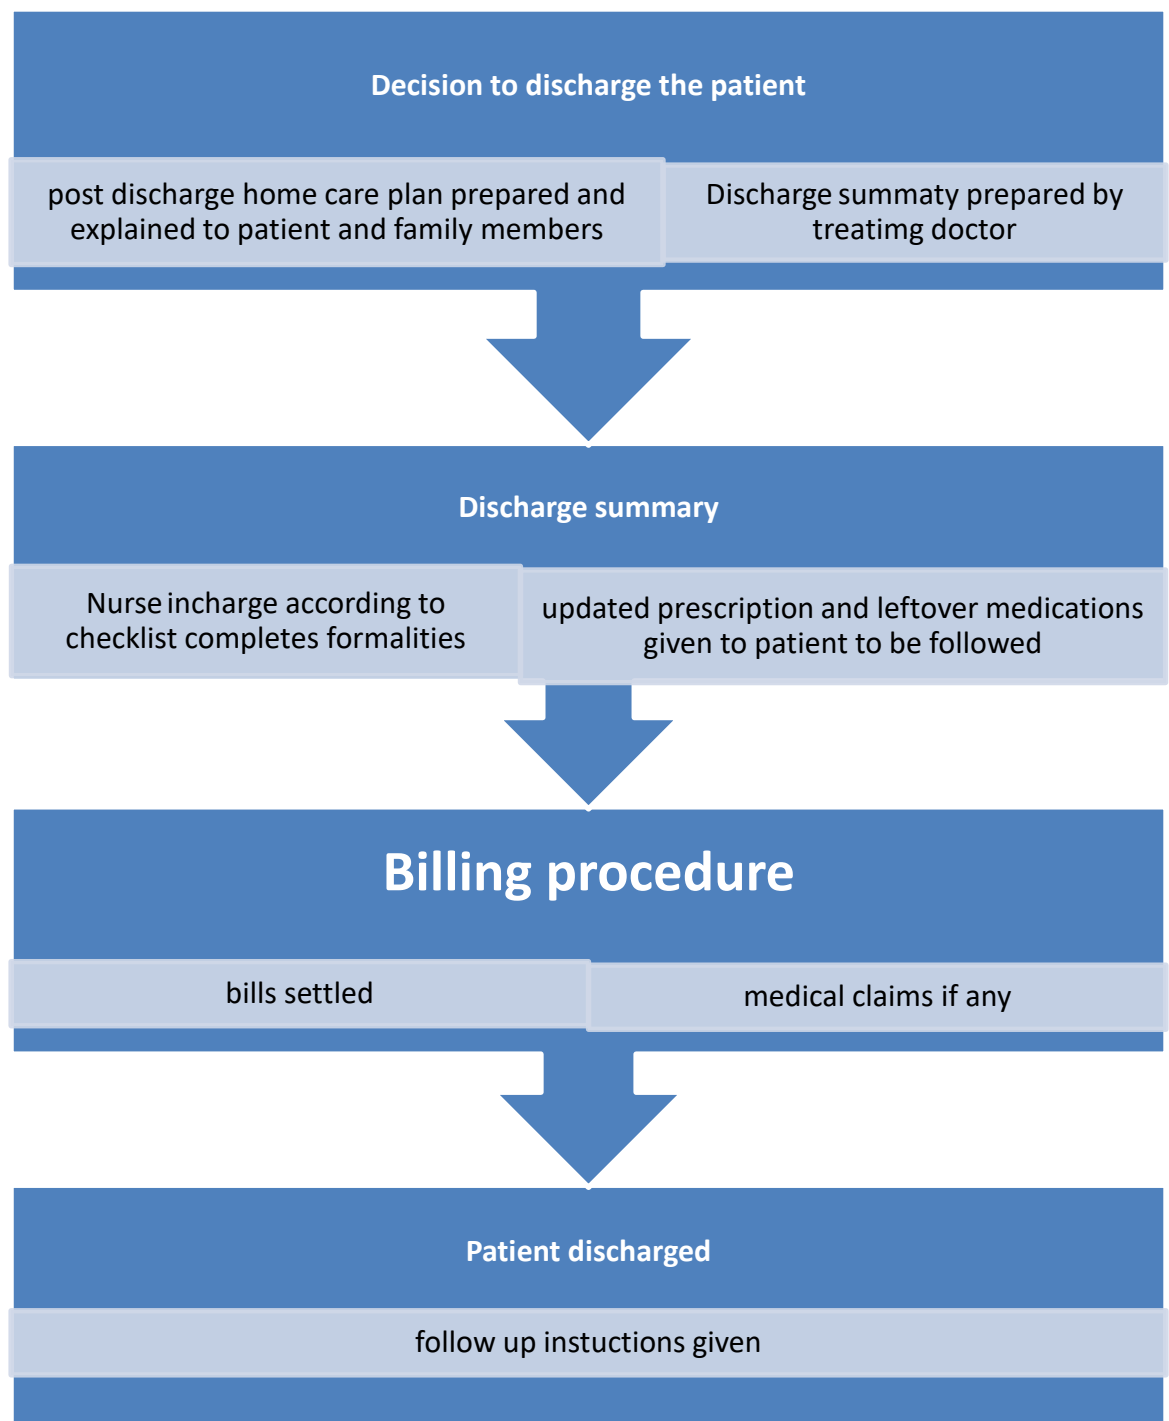 Decision to discharge the patient
post discharge home care plan prepared and
explained to patient and family members
Discharge summaty prepared by
treatimg doctor
Discharge summary
Nurse incharge according to
checklist completes formalities
updated prescription and leftover medications
given to patient to be followed
Billing procedure
bills settled
medical claims if any
Patient discharged
follow up instuctions given